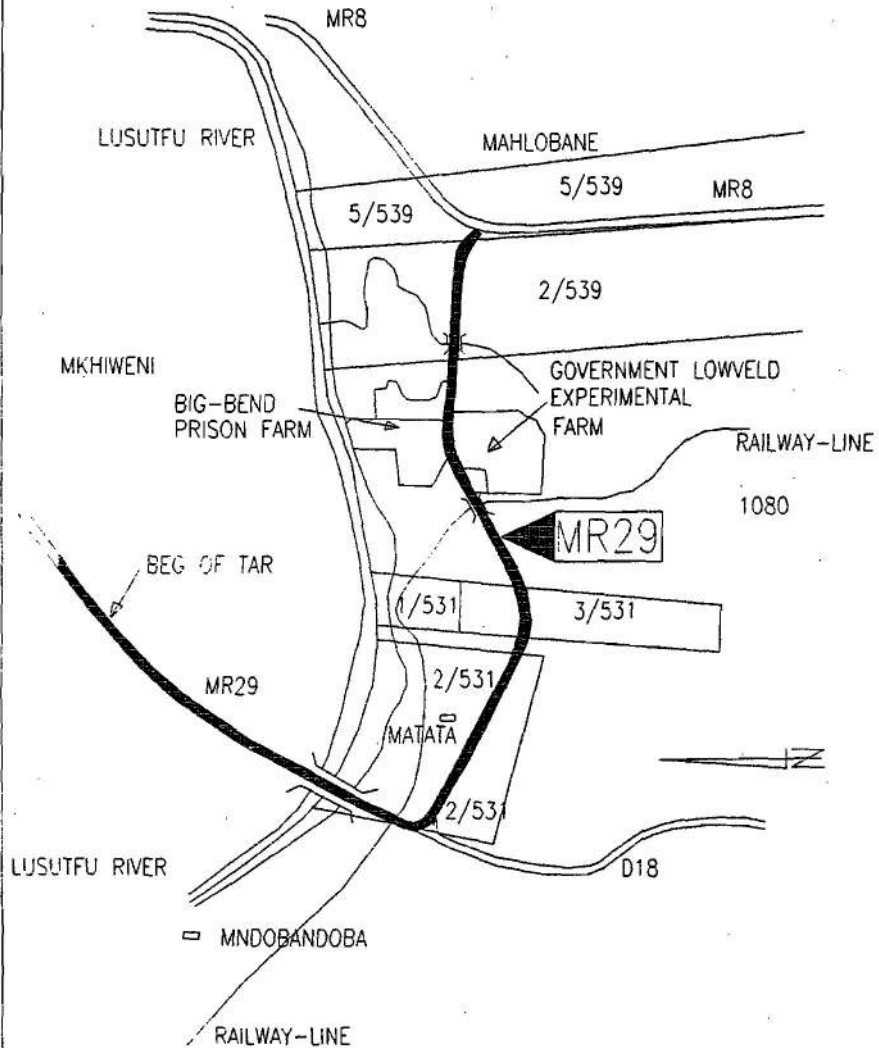 MR8
LUSUTFU RIVER
MAHLOBANE
5/539
MR8
5/539
2/539
MKHIWENI
GOVERNMENT LOWVELD
EXPERIMENTAL
FARM
BIG-BEND
PRISON FARM
RAILWAY-LINE
1080
MR29
BEG OF TAR
1/531
3/531
MR29
2/531
MATATA
N
2/531
LUSUTFU RIVER
D18
MNDOBANDOBA
RAILWAY-LINE